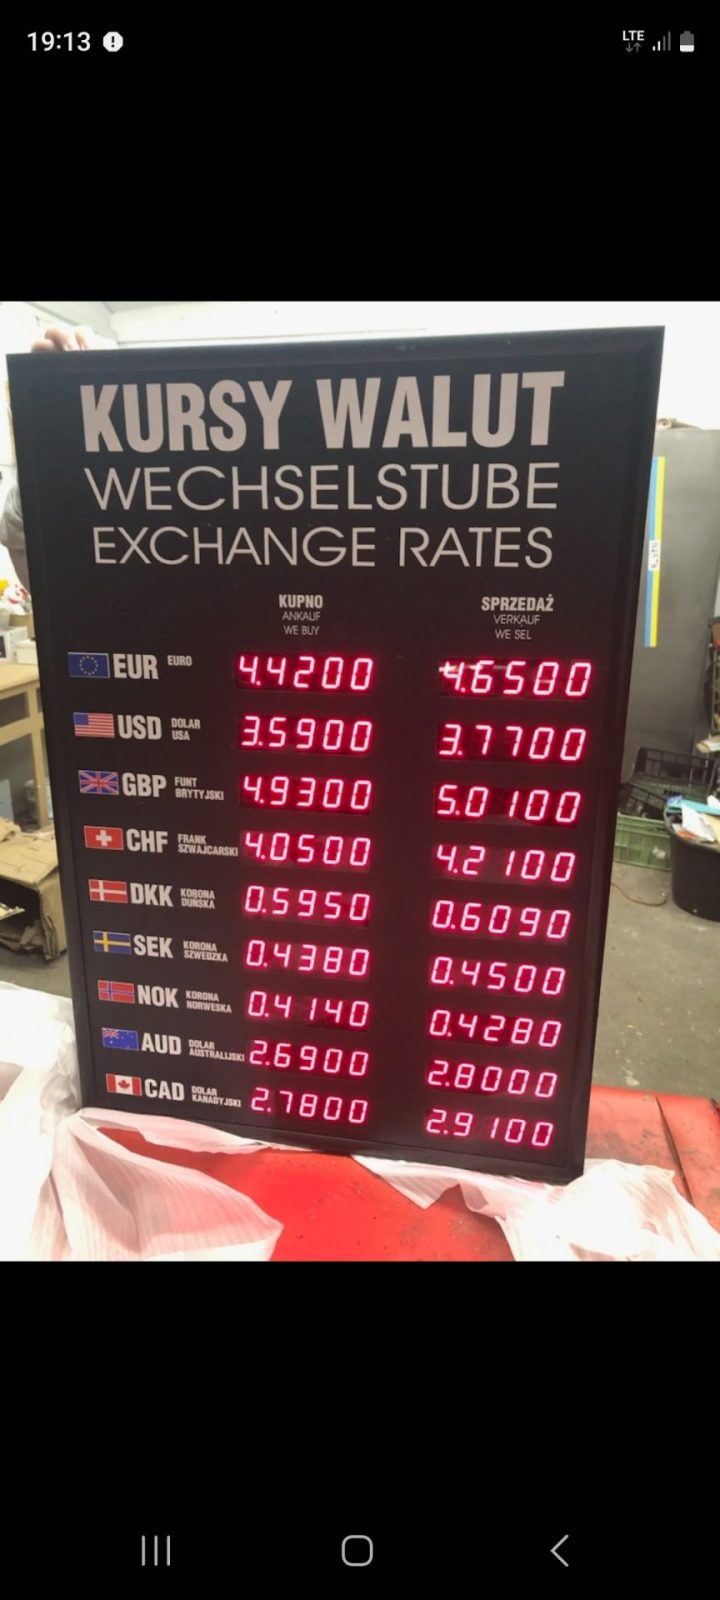 19:13
LTE
KURSY WALUT
WECHSELSTUBE
EXCHANGE RATES
KUPNO SPRZEDAŻ
ANKAUF VERKAUF
WE BUY WE SEL
EUR EURO 4.4200 4.6500
USD DOLAR USA 3.5900 3.7700
GBP FUNT BRYTYJSKI 4.9300 5.0100
CHF FRANK SZWAJCARSKI 4.0500 4.2100
DKK KORONA DUŃSKA 0.5950 0.6090
SEK KORONA SZWEDZKA 0.4380 0.4500
NOK KORONA NORWESKA 0.4140 0.4280
AUD DOLAR AUSTRALIJSKI 2.6900 2.8000
CAD DOLAR KANADYJSKI 2.7800 2.9100